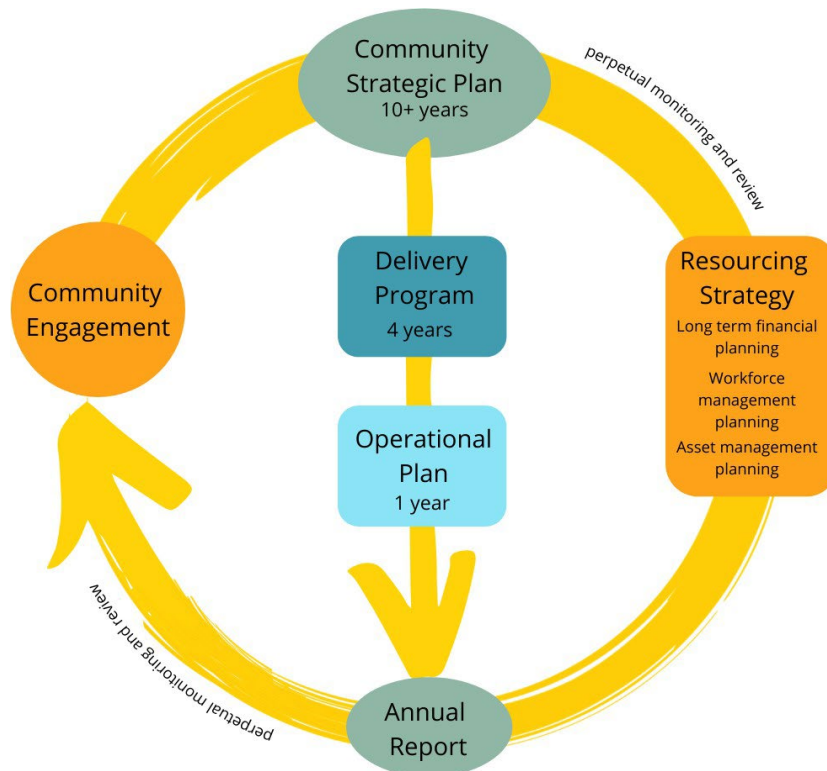 Community
Strategic Plan
10+ years
perpetual monitoring and review
Community
Engagement
Delivery
Program
4 years
Resourcing
Strategy
Long term financial
planning
Workforce
management
planning
Asset management
planning
Operational
Plan
1 year
perpetual monitoring and review
Annual
Report